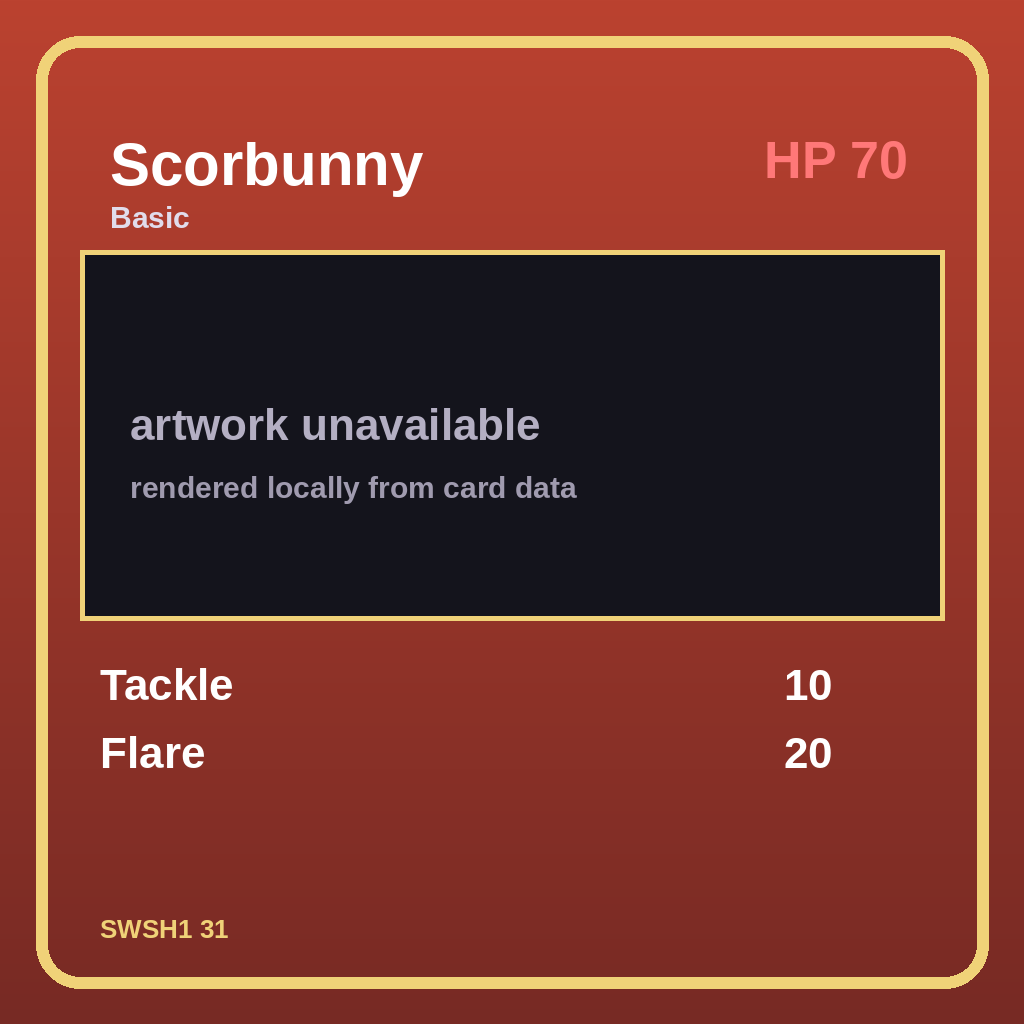 Scorbunny
HP 70
Basic
artwork unavailable
rendered locally from card data
Tackle 10
Flare 20
SWSH1 31